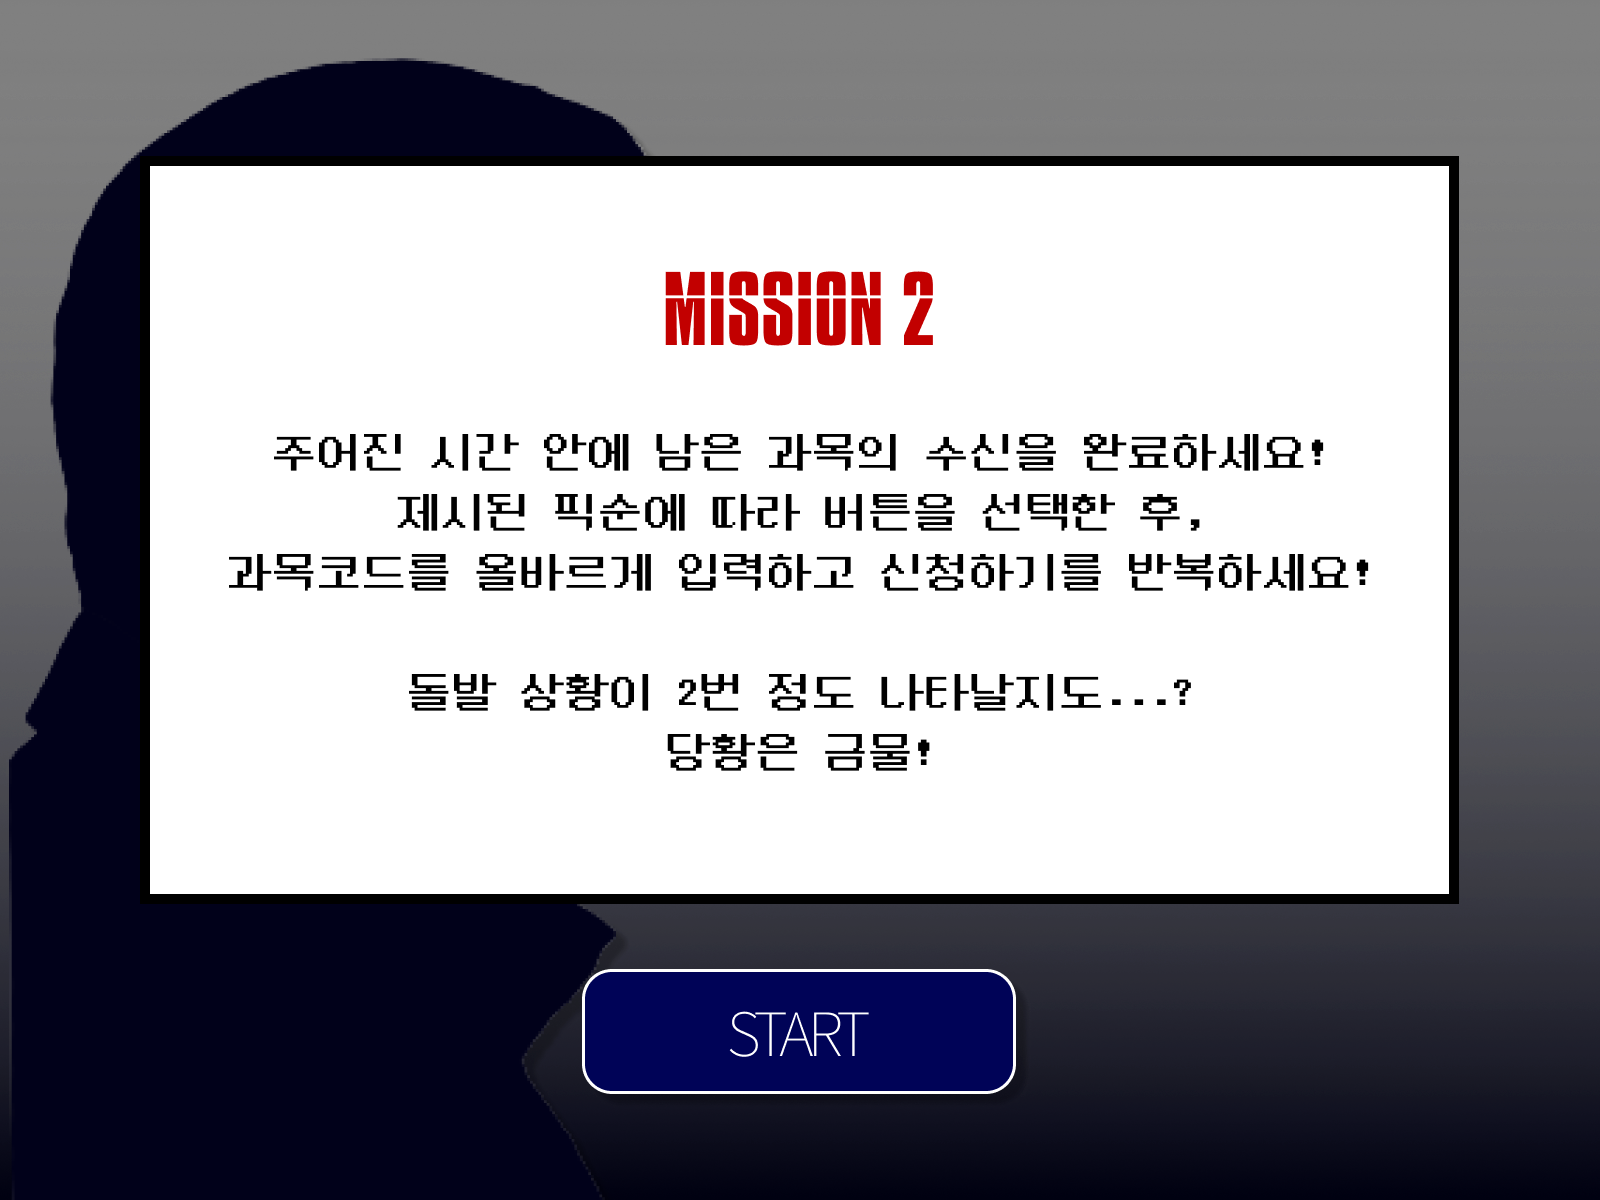 MISSION 2
주어진 시간 안에 남은 과목의 수신을 완료하세요!
제시된 픽순에 따라 버튼을 선택한 후,
과목코드를 올바르게 입력하고 신청하기를 반복하세요!
돌발 상황이 2번 정도 나타날지도...?
당황은 금물!
START